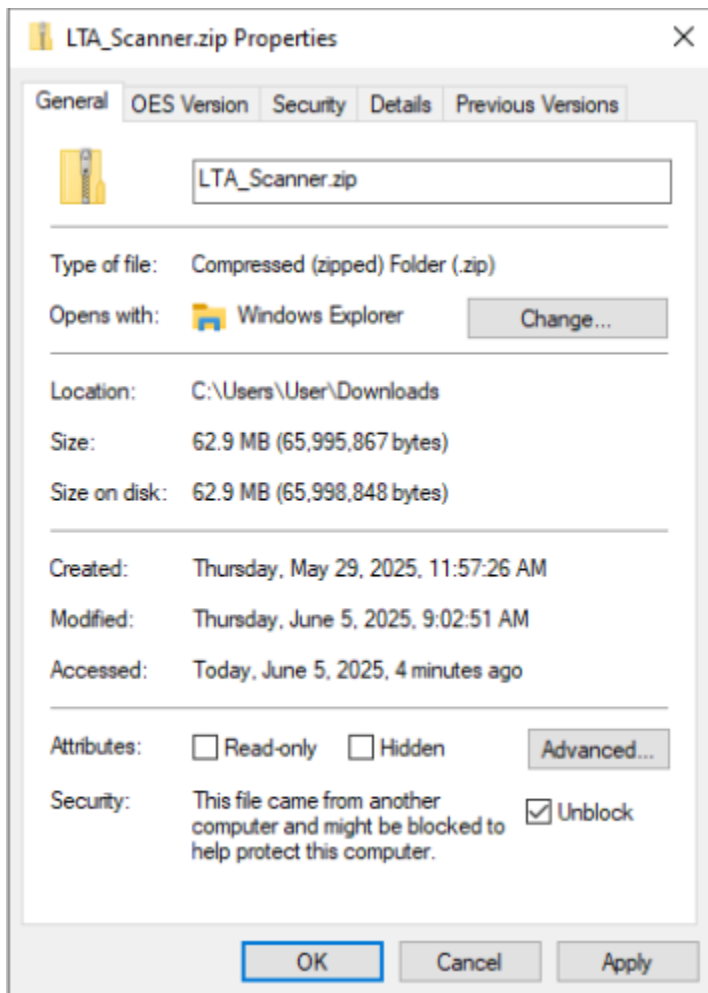 LTA_Scanner.zip Properties
General OES Version Security Details Previous Versions
LTA_Scanner.zip
Type of file: Compressed (zipped) Folder (.zip)
Opens with: Windows Explorer Change...
Location: C:\Users\User\Downloads
Size: 62.9 MB (65,995,867 bytes)
Size on disk: 62.9 MB (65,998,848 bytes)
Created: Thursday, May 29, 2025, 11:57:26 AM
Modified: Thursday, June 5, 2025, 9:02:51 AM
Accessed: Today, June 5, 2025, 4 minutes ago
Attributes: Read-only Hidden Advanced...
Security: This file came from another
computer and might be blocked to
help protect this computer.
Unblock
OK Cancel Apply